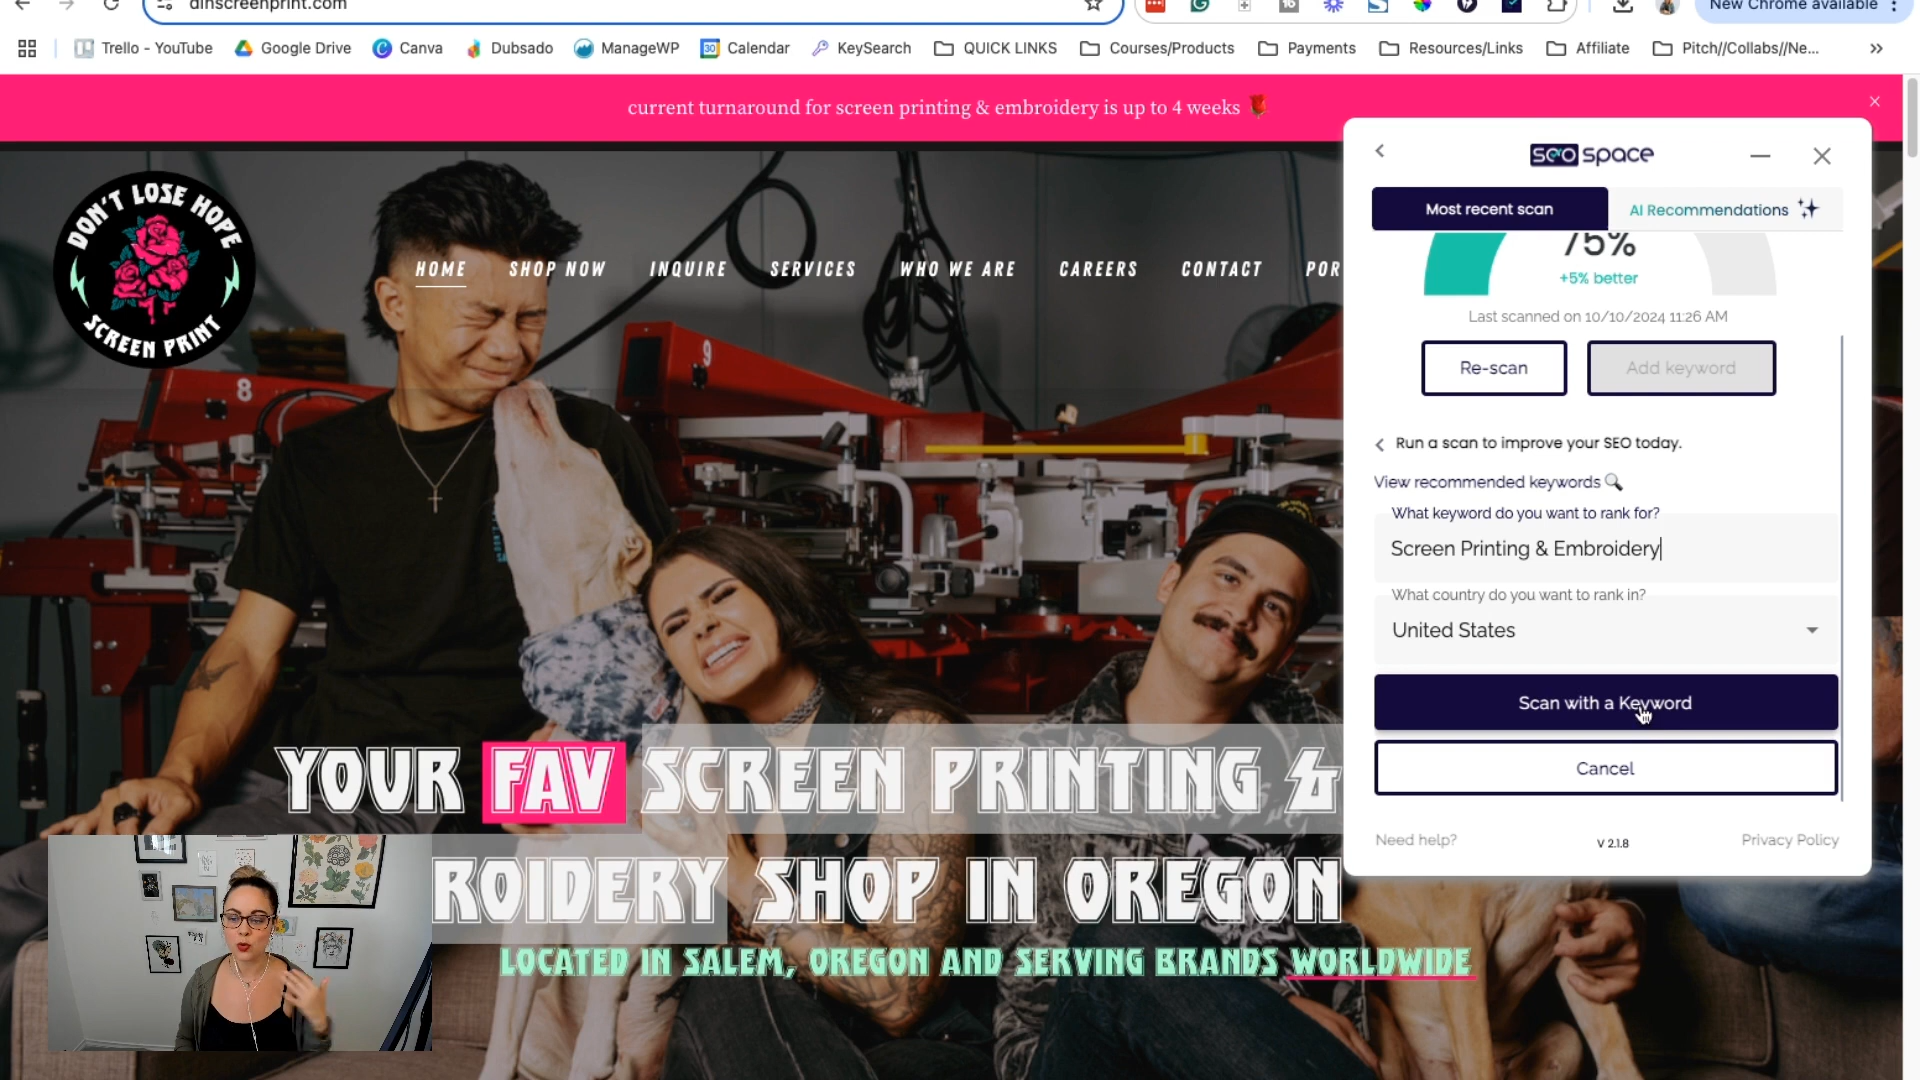 dlhscreenprint.com
New Chrome available
Trello - YouTube
Google Drive
Canva
Dubsado
ManageWP
Calendar
KeySearch
QUICK LINKS
Courses/Products
Payments
Resources/Links
Affiliate
Pitch//Collabs//Ne...
current turnaround for screen printing & embroidery is up to 4 weeks
DON'T LOSE HOPE
SCREEN PRINT
HOME
SHOP NOW
INQUIRE
SERVICES
WHO WE ARE
CAREERS
CONTACT
POR
8
9
YOUR FAV SCREEN PRINTING &
ROIDERY SHOP IN OREGON
LOCATED IN SALEM, OREGON AND SERVING BRANDS WORLDWIDE
seo space
Most recent scan
AI Recommendations
75%
+5% better
Last scanned on 10/10/2024 11:26 AM
Re-scan
Add keyword
Run a scan to improve your SEO today.
View recommended keywords
What keyword do you want to rank for?
Screen Printing & Embroidery
What country do you want to rank in?
United States
Scan with a Keyword
Cancel
Need help?
V 2.1.8
Privacy Policy